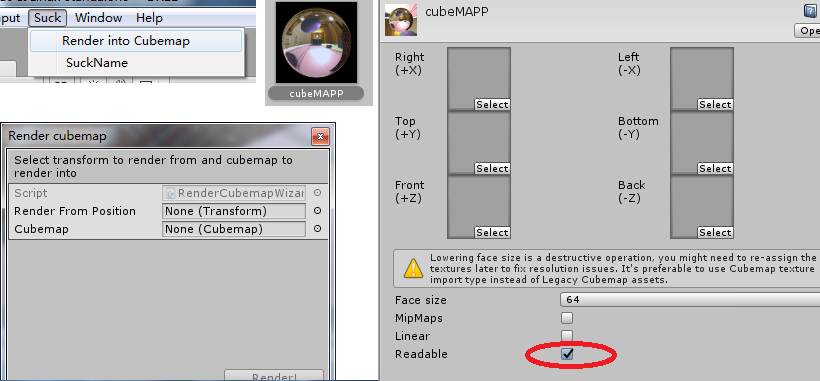 Suck Window Help
Render into Cubemap
SuckName
cubeMAPP
Render cubemap
Select transform to render from and cubemap to
render into
Script RenderCubemapWizar
Render From Position None (Transform)
Cubemap None (Cubemap)
Render!
cubeMAPP
Ope
Right
(+X)
Select
Left
(-X)
Select
Top
(+Y)
Select
Bottom
(-Y)
Select
Front
(+Z)
Select
Back
(-Z)
Select
Lowering face size is a destructive operation, you might need to re-assign the
textures later to fix resolution issues. It's preferable to use Cubemap texture
import type instead of Legacy Cubemap assets.
Face size 64
MipMaps
Linear
Readable